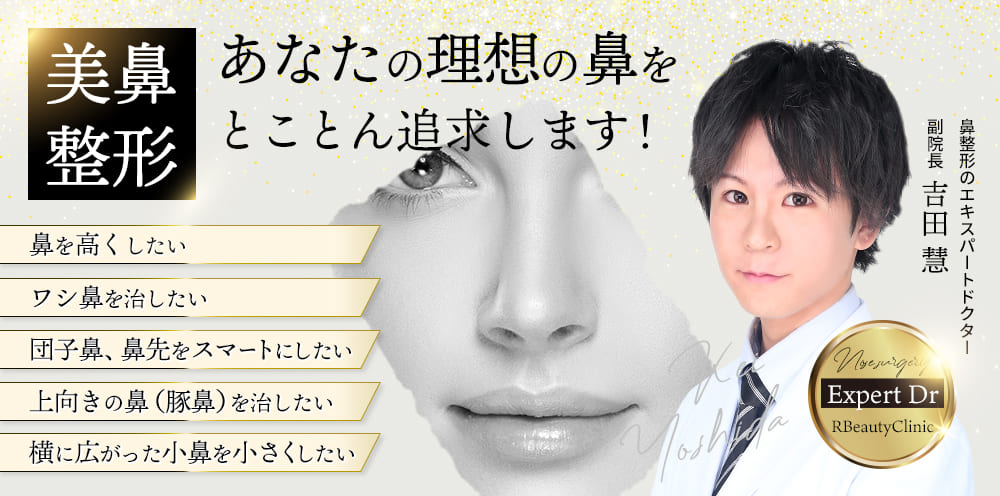 美鼻
整形
あなたの理想の鼻を
とことん追求します!
鼻を高くしたい
ワシ鼻を治したい
団子鼻、鼻先をスマートにしたい
上向きの鼻(豚鼻)を治したい
横に広がった小鼻を小さくしたい
鼻整形のエキスパートドクター
副院長 吉田 慧
Kei
Yoshida
Nosesurgery
Expert Dr
RBeautyClinic